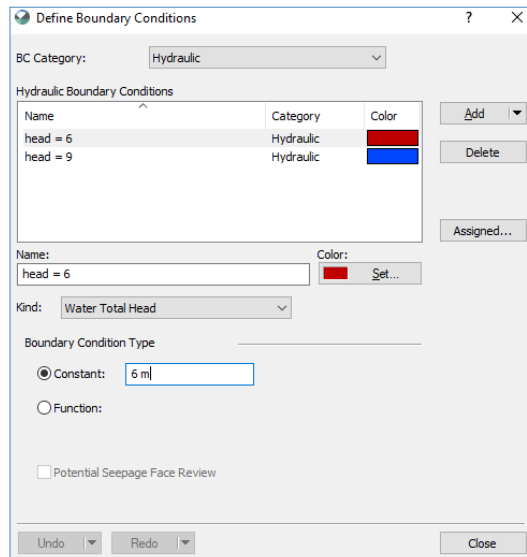 Define Boundary Conditions ? X
BC Category: Hydraulic
Hydraulic Boundary Conditions
Name Category Color Add
head = 6 Hydraulic
head = 9 Hydraulic Delete
Assigned...
Name: Color:
head = 6 Set...
Kind: Water Total Head
Boundary Condition Type
Constant: 6 m
Function:
Potential Seepage Face Review
Undo Redo Close